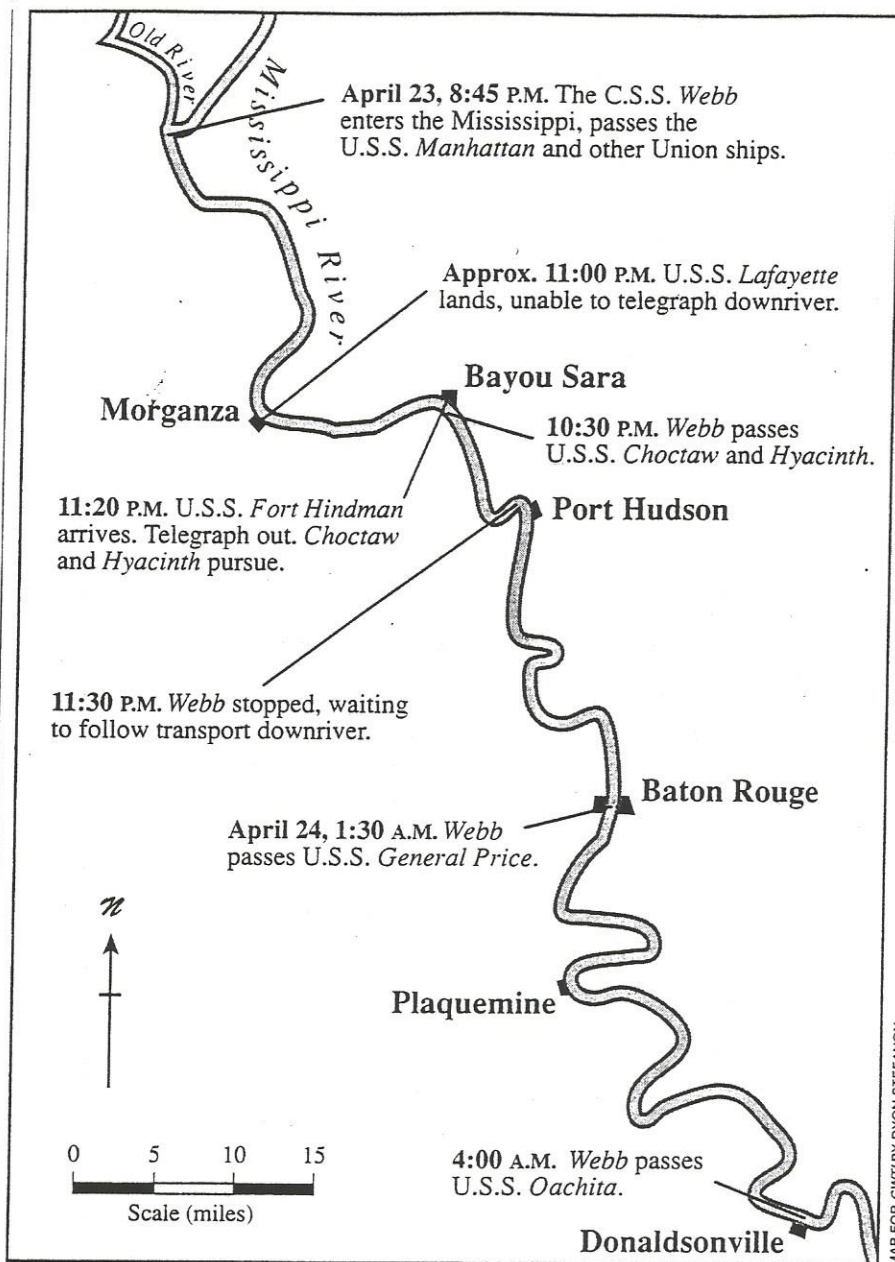 Old River
Mississippi River
April 23, 8:45 P.M. The C.S.S. Webb
enters the Mississippi, passes the
U.S.S. Manhattan and other Union ships.
Approx. 11:00 P.M. U.S.S. Lafayette
lands, unable to telegraph downriver.
Bayou Sara
Morganza
10:30 P.M. Webb passes
U.S.S. Choctaw and Hyacinth.
11:20 P.M. U.S.S. Fort Hindman
arrives. Telegraph out. Choctaw
and Hyacinth pursue.
Port Hudson
11:30 P.M. Webb stopped, waiting
to follow transport downriver.
Baton Rouge
April 24, 1:30 A.M. Webb
passes U.S.S. General Price.
n
Plaquemine
0 5 10 15
Scale (miles)
4:00 A.M. Webb passes
U.S.S. Oachita.
Donaldsonville